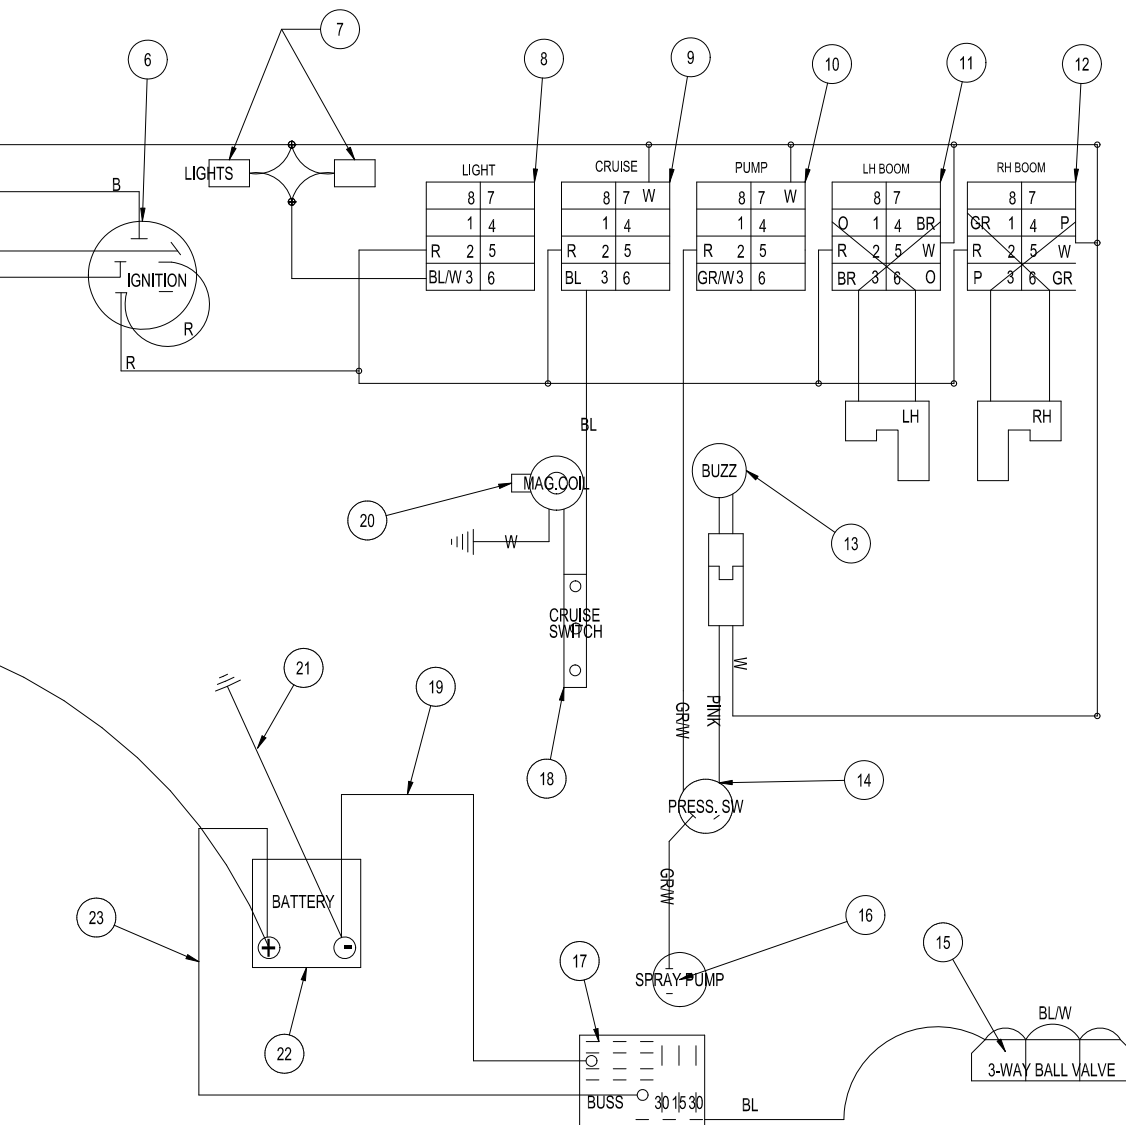 7
6
8
9
10
11
12
LIGHTS
LIGHT
CRUISE
PUMP
LH BOOM
RH BOOM
B
8 7
1 4
R 2 5
BL/W 3 6
8 7 W
1 4
R 2 5
BL 3 6
8 7 W
1 4
R 2 5
GR/W 3 6
8 7
O 1 4 BR
R 2 5 W
BR 3 6 O
8 7
GR 1 4 P
R 2 5 W
P 3 6 GR
IGNITION
R
R
LH
RH
BL
MAG.COIL
BUZZ
20
W
13
CRUISE
SWITCH
W
21
19
PINK
GR/W
18
14
PRESS. SW
GR/W
BATTERY
23
+
-
16
15
17
SPRAY PUMP
22
BL/W
3-WAY BALL VALVE
BUSS
30 15 30
BL